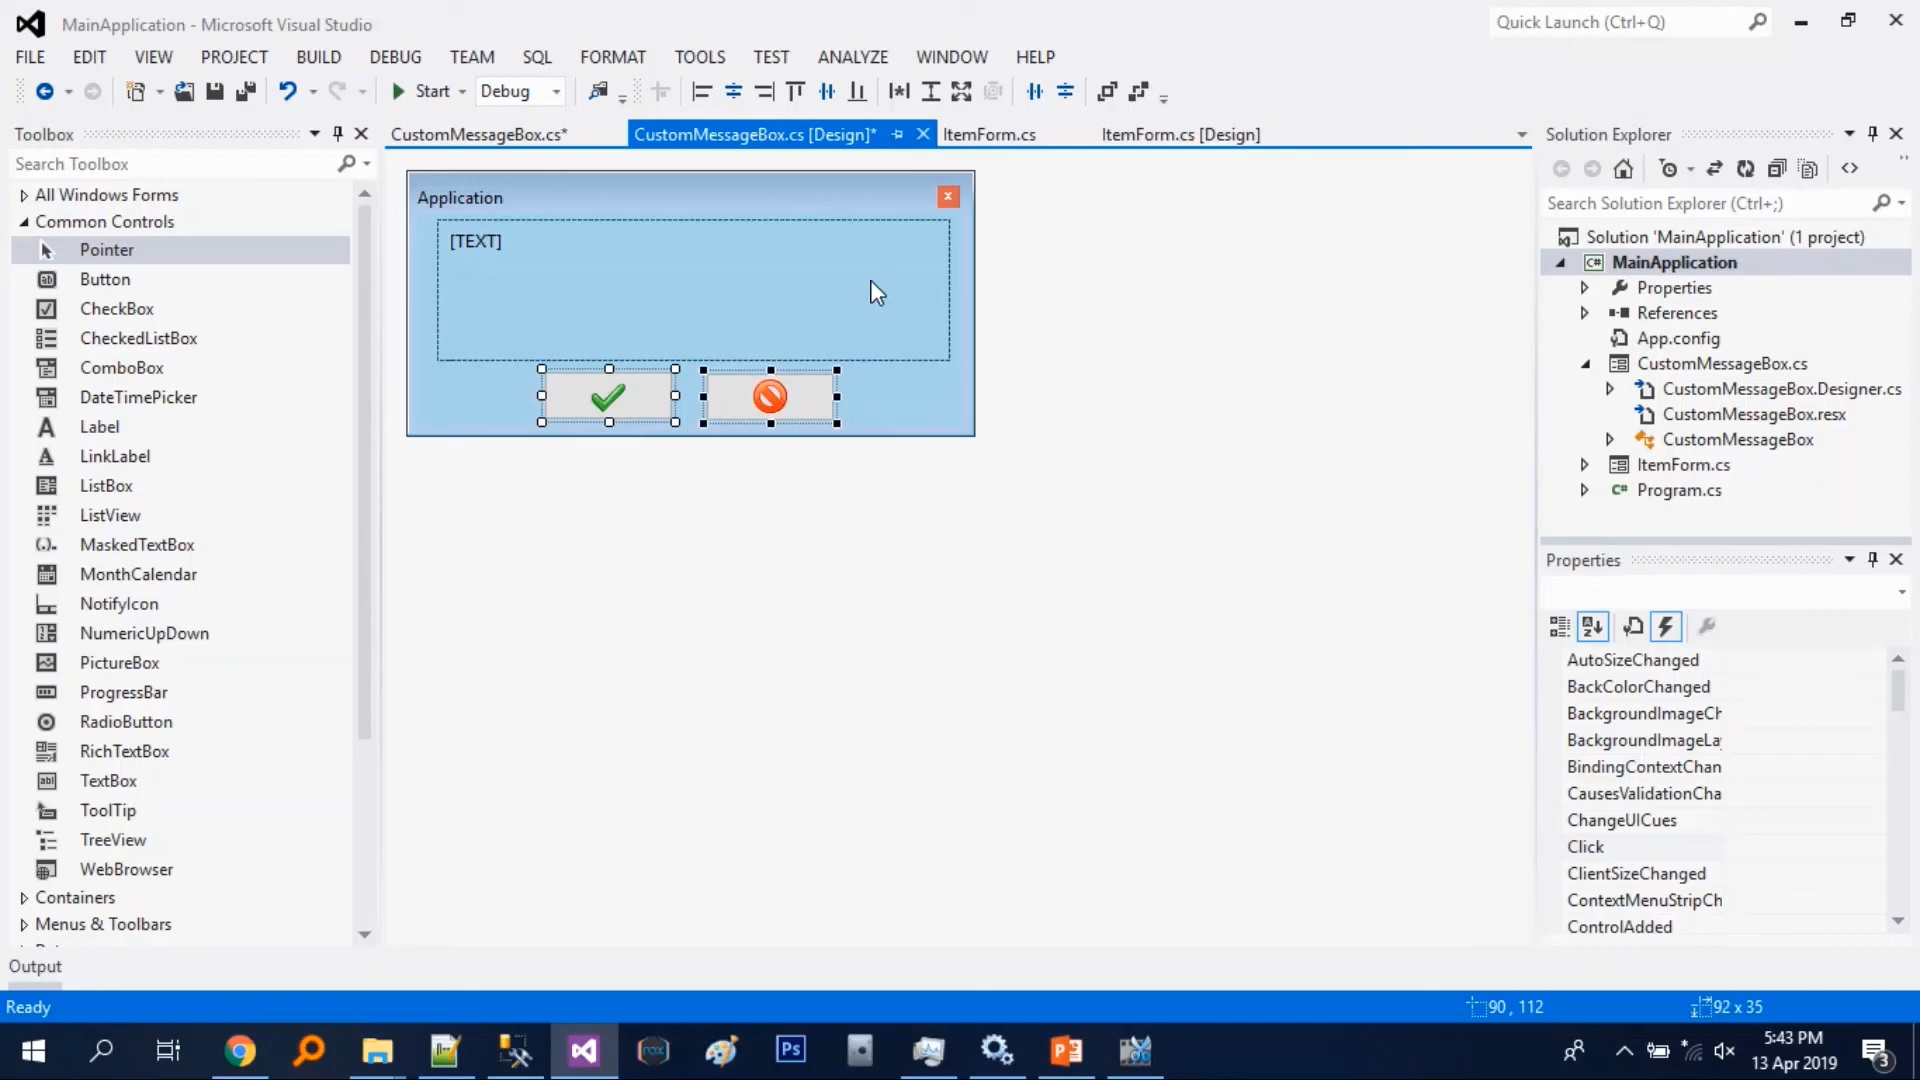 MainApplication - Microsoft Visual Studio
Quick Launch (Ctrl+Q)
FILE EDIT VIEW PROJECT BUILD DEBUG TEAM SQL FORMAT TOOLS TEST ANALYZE WINDOW HELP
Start Debug
Toolbox
Search Toolbox
All Windows Forms
Common Controls
Pointer
Button
CheckBox
CheckedListBox
ComboBox
DateTimePicker
Label
LinkLabel
ListBox
ListView
MaskedTextBox
MonthCalendar
NotifyIcon
NumericUpDown
PictureBox
ProgressBar
RadioButton
RichTextBox
TextBox
ToolTip
TreeView
WebBrowser
Containers
Menus & Toolbars
CustomMessageBox.cs* CustomMessageBox.cs [Design]* ItemForm.cs ItemForm.cs [Design]
Application
[TEXT]
Solution Explorer
Search Solution Explorer (Ctrl+;)
Solution 'MainApplication' (1 project)
MainApplication
Properties
References
App.config
CustomMessageBox.cs
CustomMessageBox.Designer.cs
CustomMessageBox.resx
CustomMessageBox
ItemForm.cs
Program.cs
Properties
AutoSizeChanged
BackColorChanged
BackgroundImageCh
BackgroundImageLa
BindingContextChan
CausesValidationCha
ChangeUICues
Click
ClientSizeChanged
ContextMenuStripCh
ControlAdded
Output
Ready
90 , 112
92 x 35
Ps
5:43 PM
13 Apr 2019
3